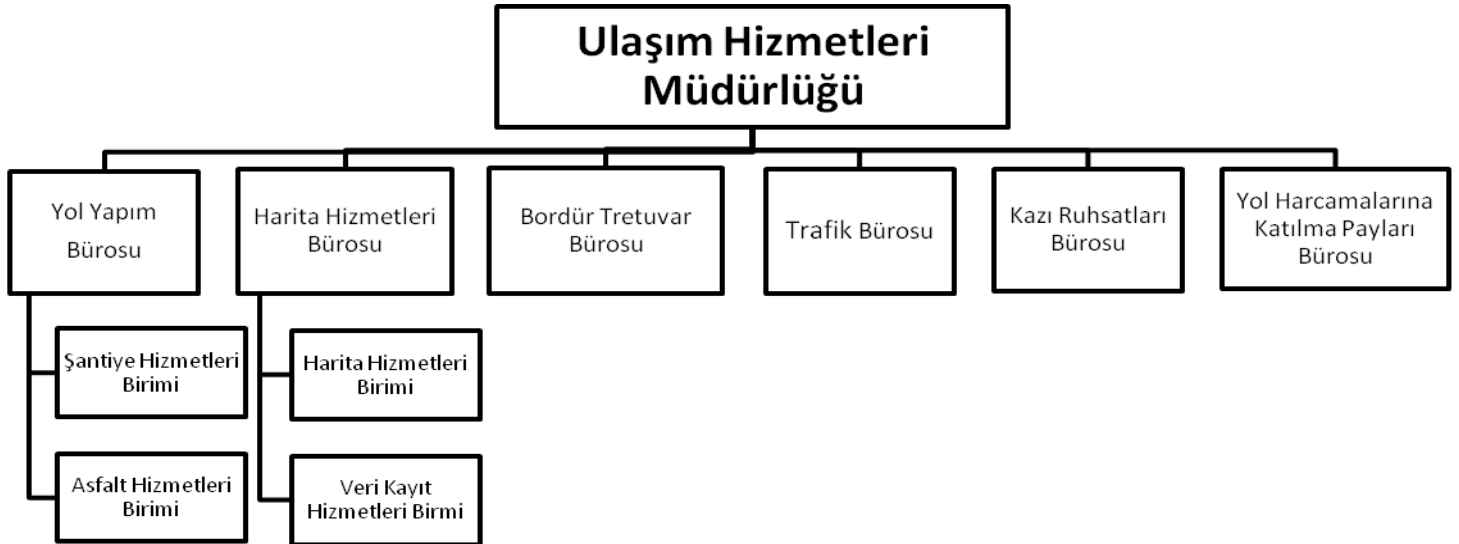 Ulaşım Hizmetleri
Müdürlüğü
Yol Yapım
Bürosu
Harita Hizmetleri
Bürosu
Bordür Tretuvar
Bürosu
Trafik Bürosu
Kazı Ruhsatları
Bürosu
Yol Harcamalarına
Katılma Payları
Bürosu
Şantiye Hizmetleri
Birimi
Harita Hizmetleri
Birimi
Asfalt Hizmetleri
Birimi
Veri Kayıt
Hizmetleri Birmi